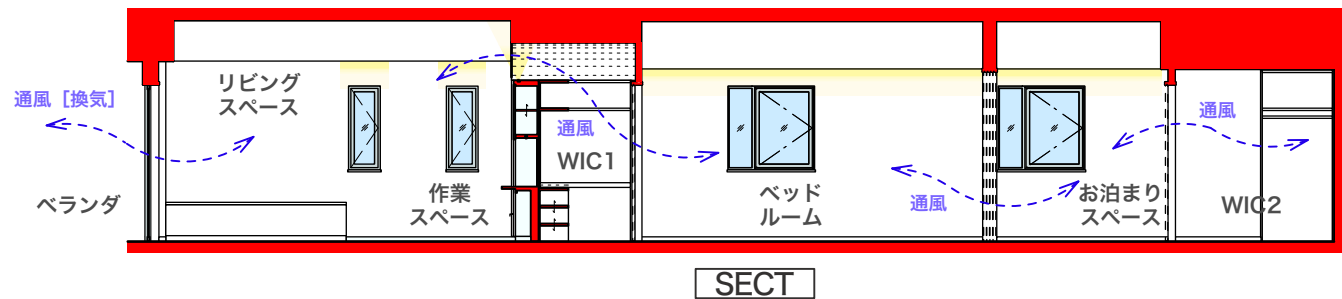 通風［換気］
リビング
スペース
ベランダ
作業
スペース
通風
WIC1
ベッド
ルーム
通風
お泊まり
スペース
通風
WIC2
SECT